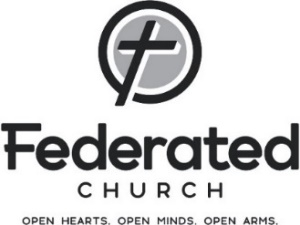 Federated
CHURCH
OPEN HEARTS. OPEN MINDS. OPEN ARMS.